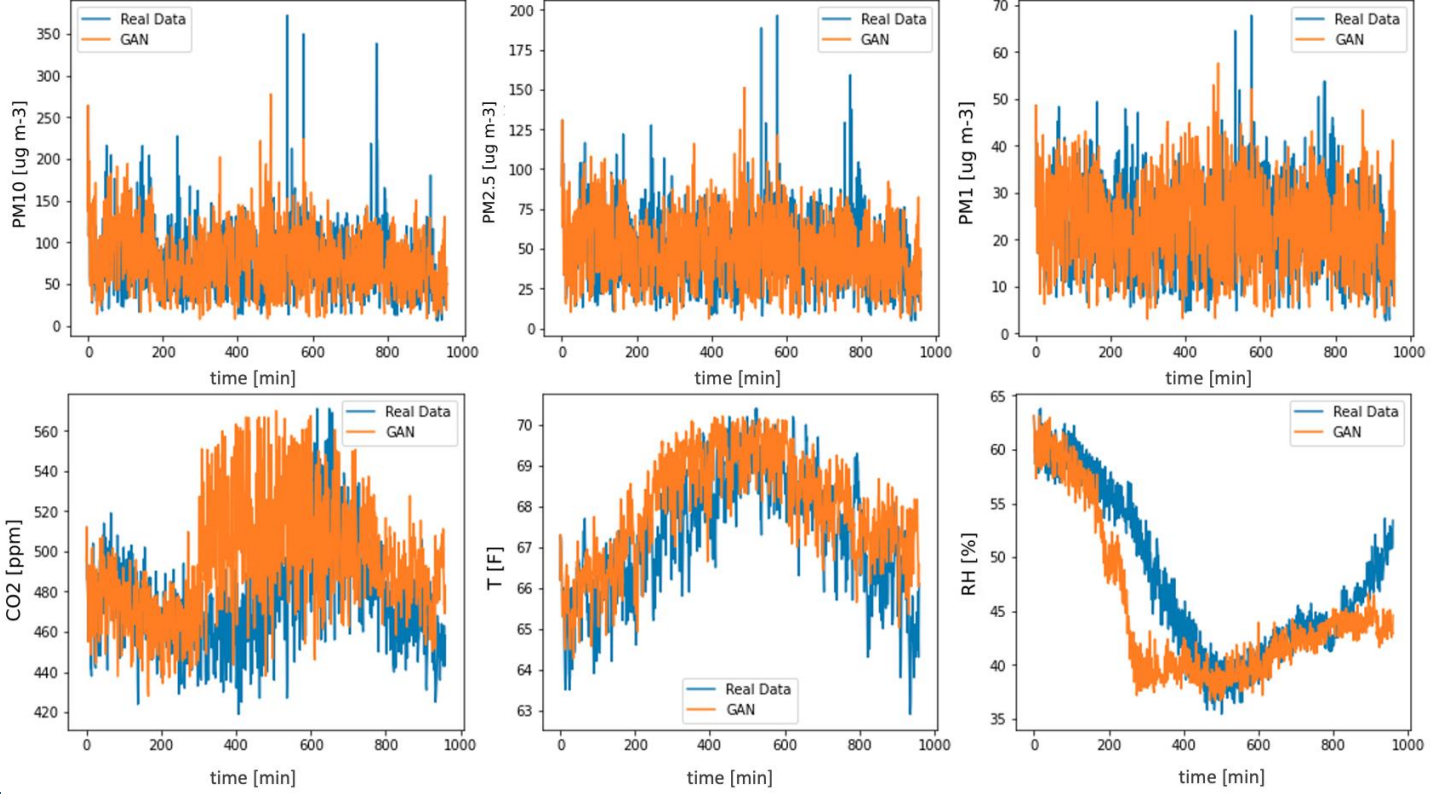 Real Data
GAN
PM10 [ug m-3]
350
300
250
200
150
100
50
0
0 200 400 600 800 1000
time [min]
Real Data
GAN
PM2.5 [ug m-3]
200
175
150
125
100
75
50
25
0
0 200 400 600 800 1000
time [min]
Real Data
GAN
PM1 [ug m-3]
70
60
50
40
30
20
10
0
0 200 400 600 800 1000
time [min]
Real Data
GAN
CO2 [ppm]
560
540
520
500
480
460
440
420
0 200 400 600 800 1000
time [min]
T [F]
70
69
68
67
66
65
64
63
Real Data
GAN
0 200 400 600 800 1000
time [min]
Real Data
GAN
RH [%]
65
60
55
50
45
40
35
0 200 400 600 800 1000
time [min]